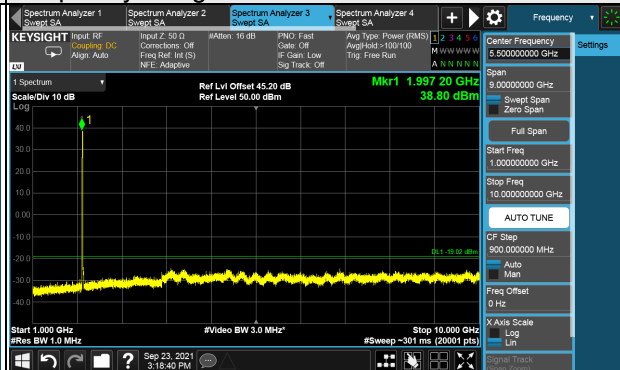 Spectrum Analyzer 1
Swept SA
Spectrum Analyzer 2
Swept SA
Spectrum Analyzer 3
Swept SA
Spectrum Analyzer 4
Swept SA
+
Frequency
KEYSIGHT
Input: RF
Coupling: DC
Align: Auto
Input Z: 50 Ω
Corrections: Off
Freq Ref: Int (S)
NFE: Adaptive
#Atten: 16 dB
PNO: Fast
Gate: Off
IF Gain: Low
Sig Track: Off
Avg Type: Power (RMS)
Avg|Hold:>100/100
Trig: Free Run
1 2 3 4 5 6
M W W W W W
A N N N N N
LXI
1 Spectrum
Scale/Div 10 dB
Log
Ref Lvl Offset 45.20 dB
Ref Level 50.00 dBm
Mkr1 1.997 20 GHz
38.80 dBm
1
40.0
30.0
20.0
10.0
0.00
-10.0
-20.0
-30.0
-40.0
DL1 -19.02 dBm
Start 1.000 GHz
#Res BW 1.0 MHz
#Video BW 3.0 MHz*
Stop 10.000 GHz
#Sweep ~301 ms (20001 pts)
Settings
Center Frequency
5.500000000 GHz
Span
9.00000000 GHz
Swept Span
Zero Span
Full Span
Start Freq
1.000000000 GHz
Stop Freq
10.000000000 GHz
AUTO TUNE
CF Step
900.000000 MHz
Auto
Man
Freq Offset
0 Hz
X Axis Scale
Log
Lin
Signal Track
(Span Zoom)
?
Sep 23, 2021
3:18:40 PM